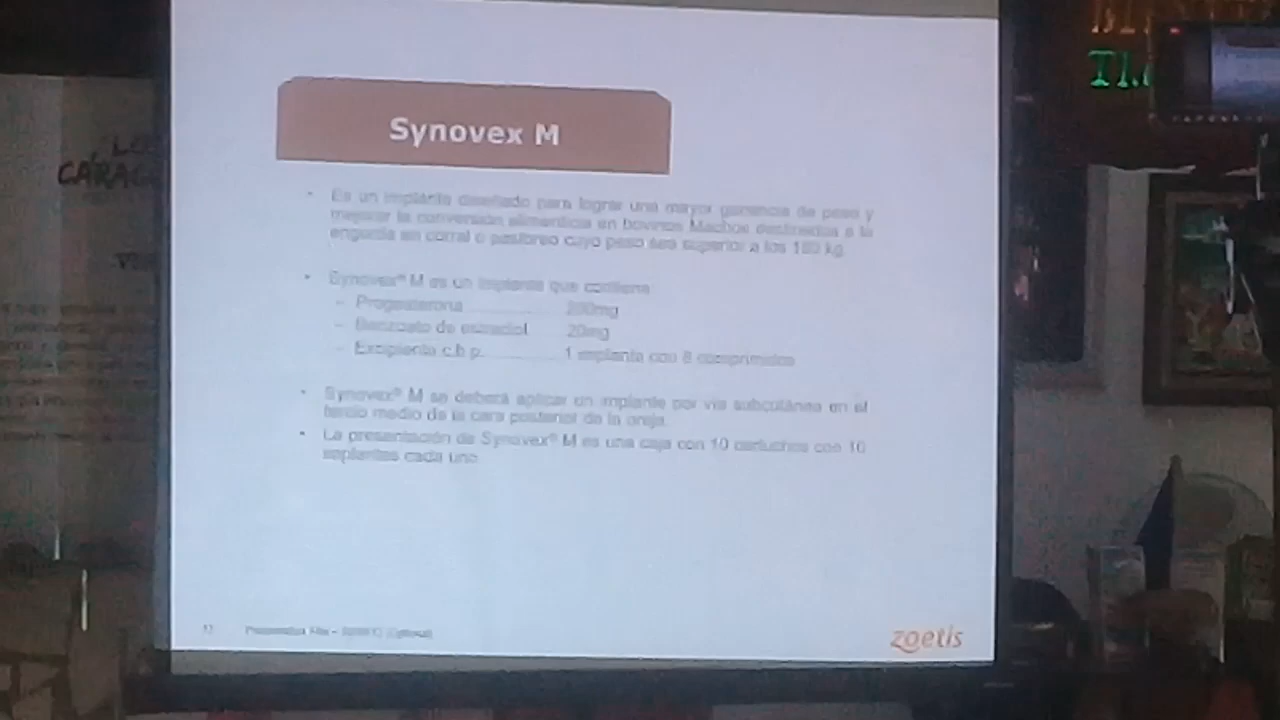 Synovex M
• Es un implante diseñado para lograr una mayor ganancia de peso y
mejorar la conversión alimenticia en bovinos Machos destinados a la
engorda en corral o pastoreo cuyo peso sea superior a los 180 kg.
• Synovex® M es un implante que contiene
– Progesterona 200mg
– Benzoato de estradiol 20mg
– Excipiente c.b.p. 1 implante con 8 comprimidos
• Synovex® M se deberá aplicar un implante por vía subcutánea en el
tercio medio de la cara posterior de la oreja.
• La presentación de Synovex® M es una caja con 10 cartuchos con 10
implantes cada uno
zoetis
CARAC